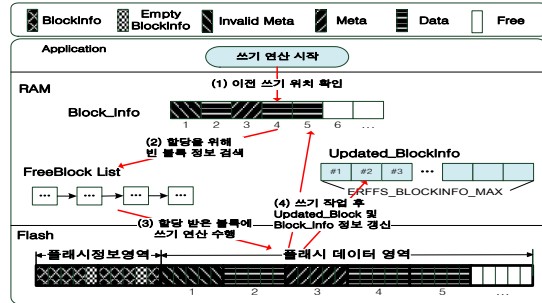 BlockInfo
Empty
BlockInfo
Invalid Meta
Meta
Data
Free
Application
쓰기 연산 시작
RAM
(1) 이전 쓰기 위치 확인
Block_Info
1 2 3 4 5 6 ...
(2) 할당을 위해
빈 블록 정보 검색
Updated_BlockInfo
FreeBlock List
#1 #2 #3 ...
... ... ... ...
ERFFS_BLOCKINFO_MAX
(4) 쓰기 작업 후
Updated_Block 및
Block_Info 정보 갱신
(3) 할당 받은 블록에
쓰기 연산 수행
Flash
플래시정보영역
플래시 데이터 영역
1 2 3 4 5 ...